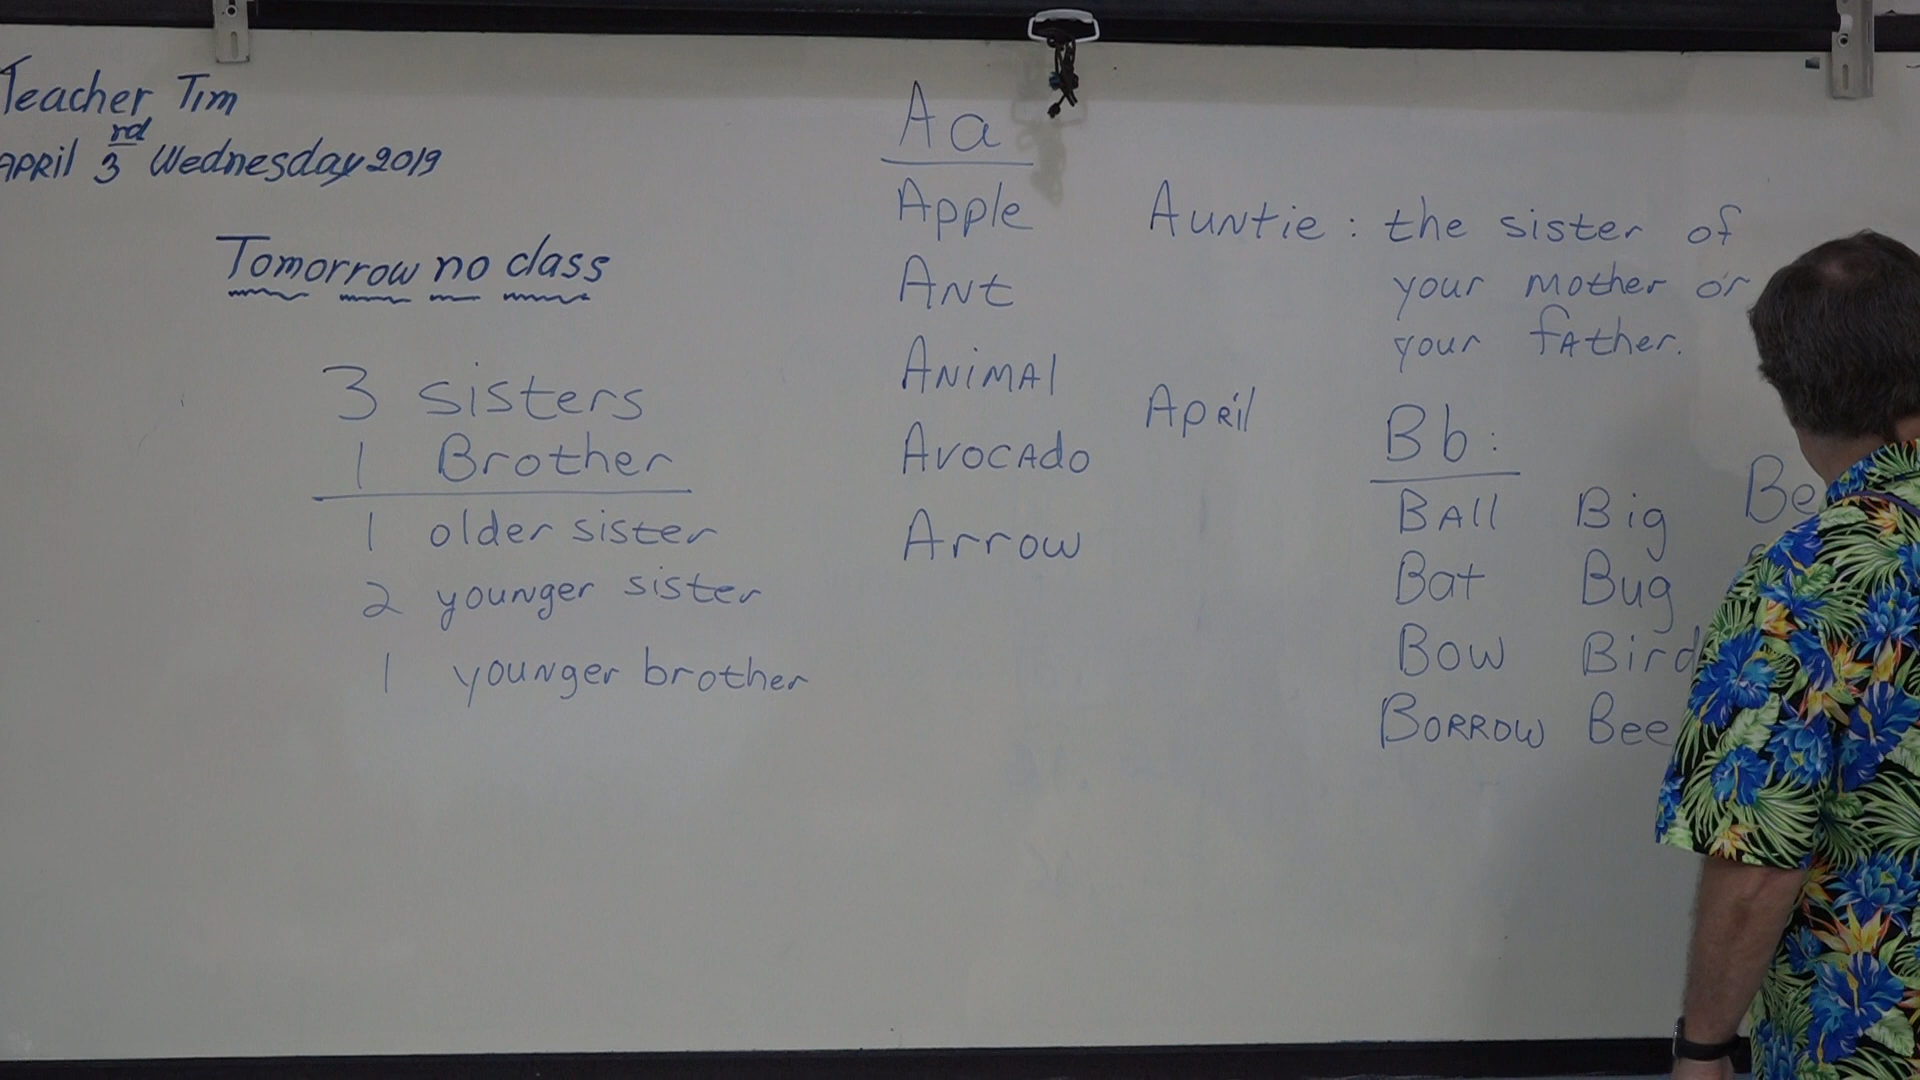 Teacher Tim
April 3rd Wednesday 2019
Tomorrow no class
3 sisters
1 Brother
1 older sister
2 younger sister
1 younger brother
Aa
Apple
Ant
Animal
Avocado
Arrow
Auntie : the sister of
your mother or
your father.
April
Bb :
Ball Big
Bat Bug
Bow Bird
Borrow Bee